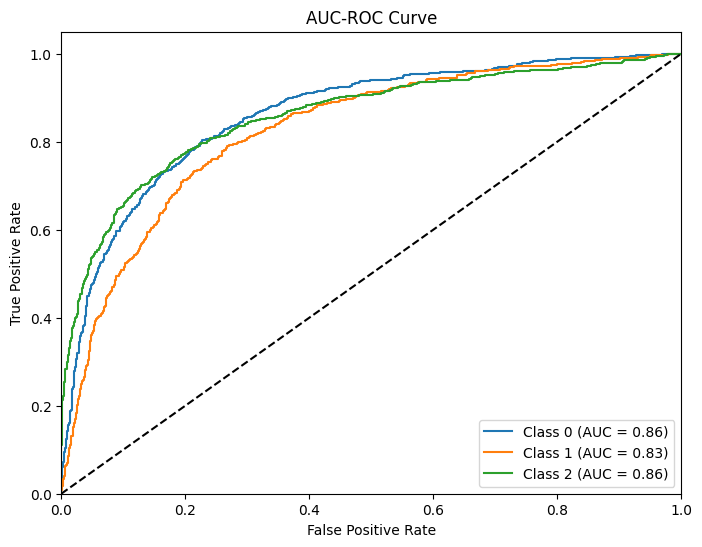 AUC-ROC Curve
True Positive Rate
1.0
0.8
0.6
0.4
0.2
0.0
0.0 0.2 0.4 0.6 0.8 1.0
False Positive Rate
Class 0 (AUC = 0.86)
Class 1 (AUC = 0.83)
Class 2 (AUC = 0.86)